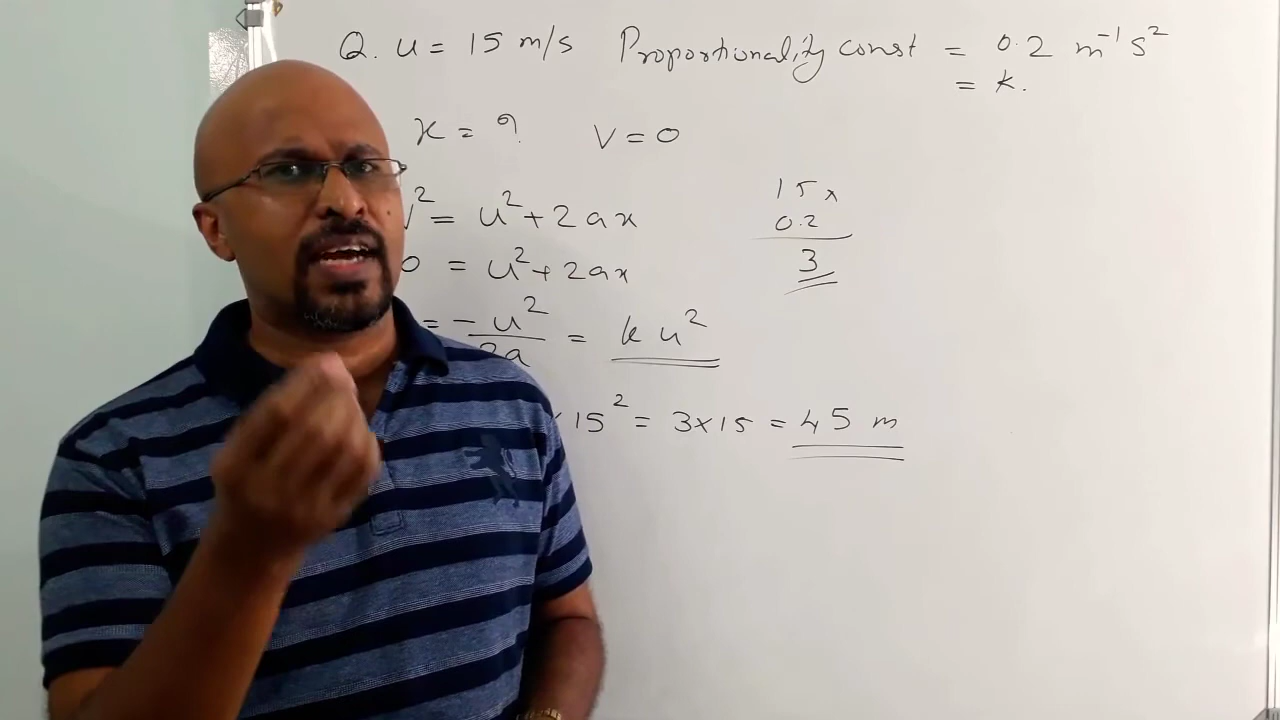 Q. u = 15 m/s Proportionality const = 0.2 m⁻¹ s²
= k.
x = ? V = 0
V² = u² + 2ax
0 = u² + 2ax
= -u²/2a = k u²
15 x
0.2
3
15² = 3 x 15 = 45 m